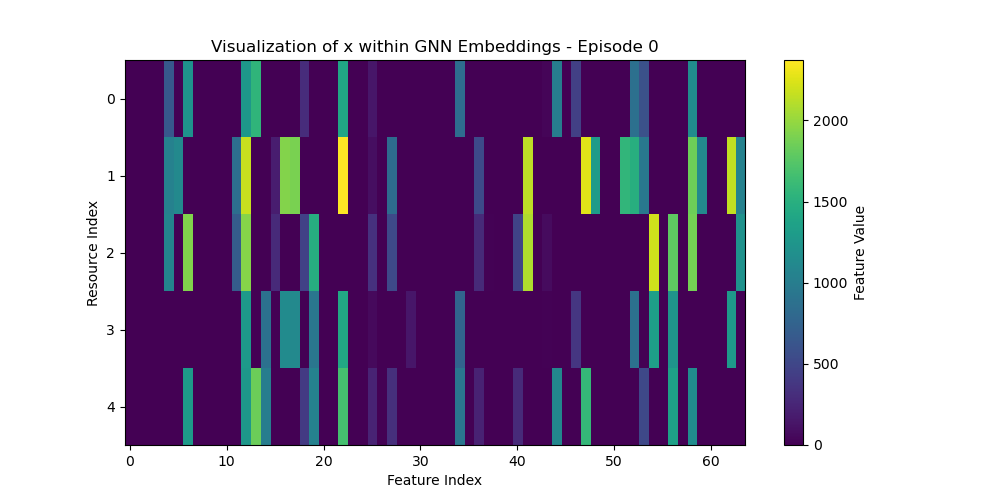 Visualization of x within GNN Embeddings - Episode 0
Resource Index
0
1
2
3
4
0 10 20 30 40 50 60
Feature Index
2000
1500
1000
500
0
Feature Value